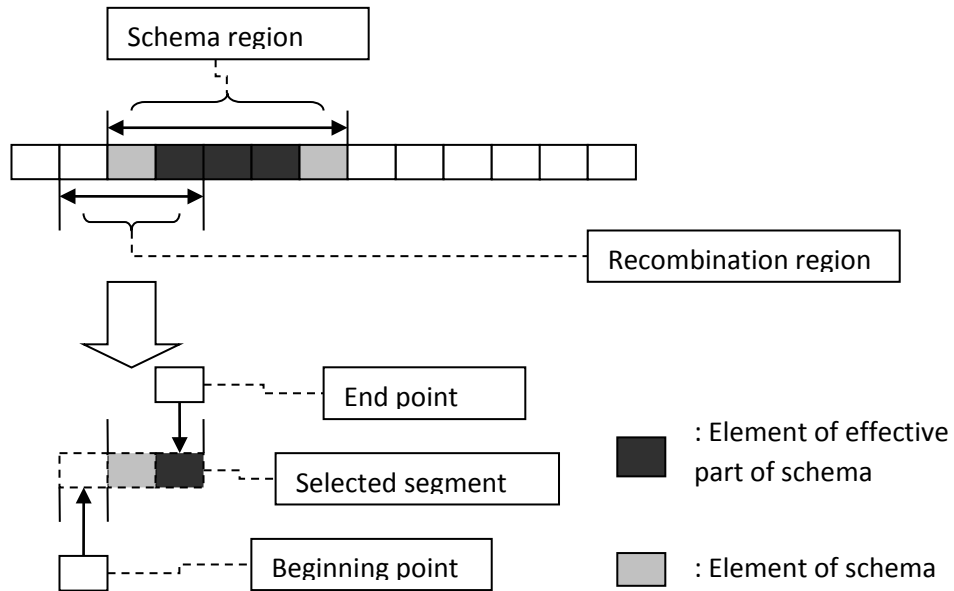 Schema region
Recombination region
End point
Selected segment
Beginning point
: Element of effective
part of schema
: Element of schema